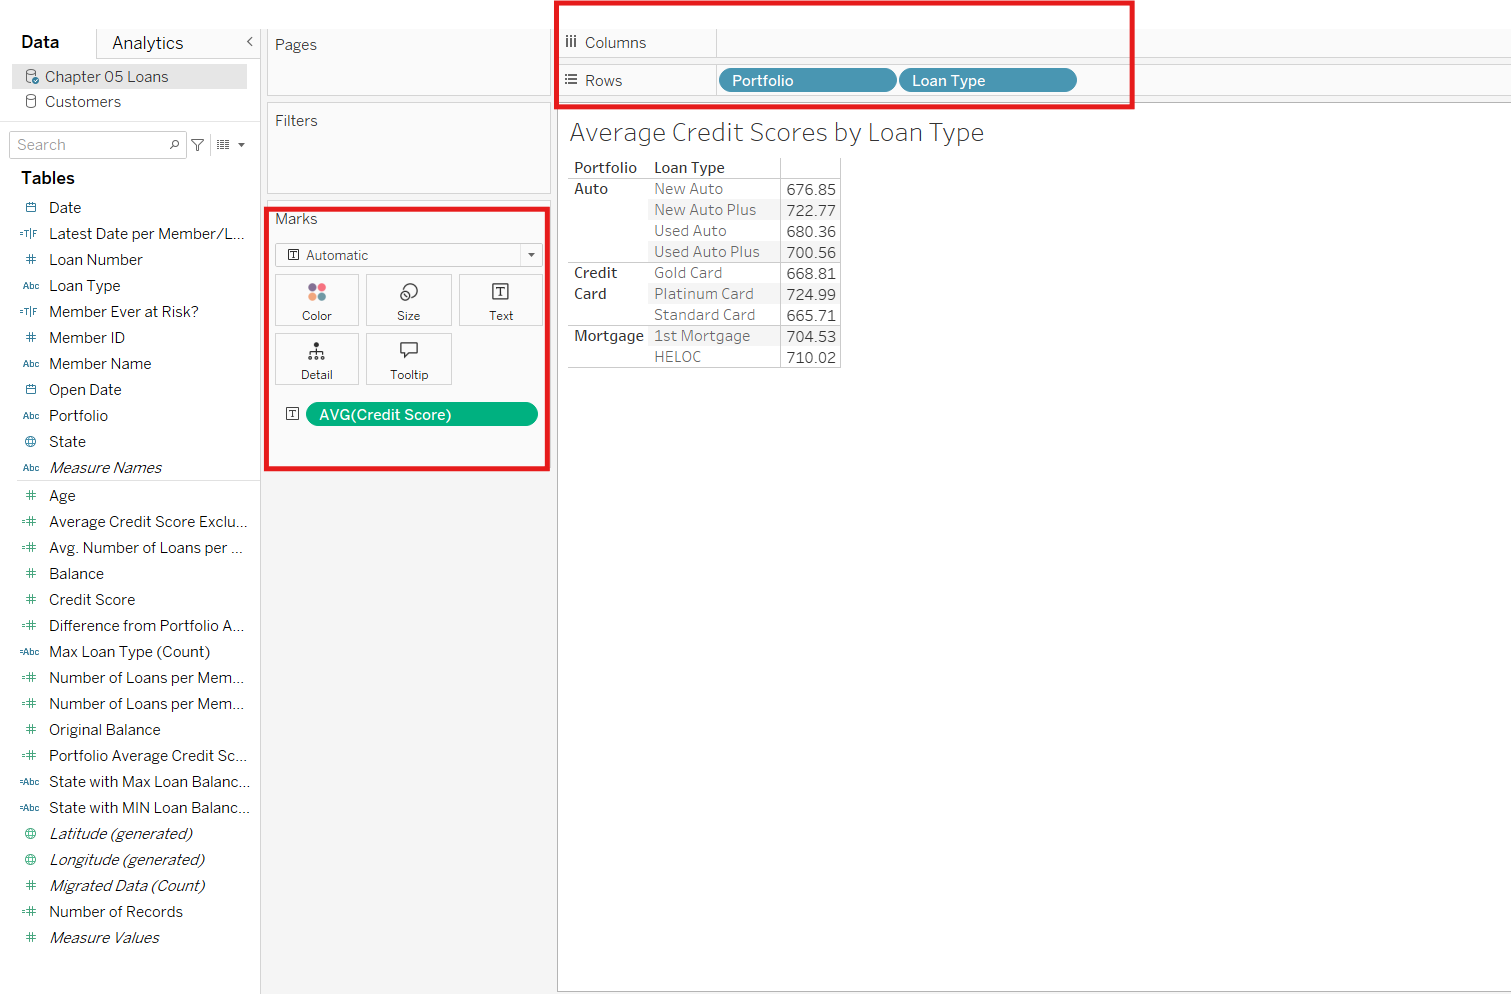 Data
Analytics
Chapter 05 Loans
Customers
Search
Tables
Date
=T|F Latest Date per Member/L...
# Loan Number
Abc Loan Type
=T|F Member Ever at Risk?
# Member ID
Abc Member Name
Open Date
Abc Portfolio
State
Abc Measure Names
# Age
=# Average Credit Score Exclu...
=# Avg. Number of Loans per ...
# Balance
# Credit Score
=# Difference from Portfolio A...
=Abc Max Loan Type (Count)
=# Number of Loans per Mem...
=# Number of Loans per Mem...
# Original Balance
=# Portfolio Average Credit Sc...
=Abc State with Max Loan Balanc...
=Abc State with MIN Loan Balanc...
Latitude (generated)
Longitude (generated)
# Migrated Data (Count)
=# Number of Records
# Measure Values
Pages
Filters
Marks
T Automatic
Color Size Text
Detail Tooltip
T AVG(Credit Score)
Columns
Rows Portfolio Loan Type
Average Credit Scores by Loan Type
Portfolio Loan Type
Auto New Auto 676.85
New Auto Plus 722.77
Used Auto 680.36
Used Auto Plus 700.56
Credit Gold Card 668.81
Card Platinum Card 724.99
Standard Card 665.71
Mortgage 1st Mortgage 704.53
HELOC 710.02